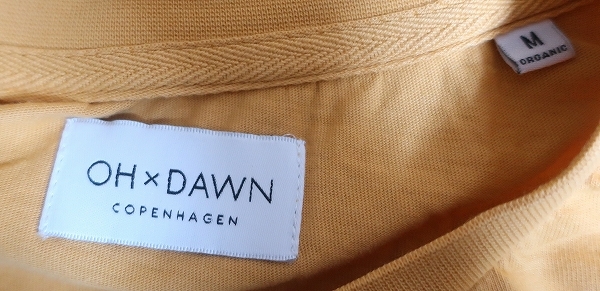 OH × DAWN
COPENHAGEN
M
ORGANIC